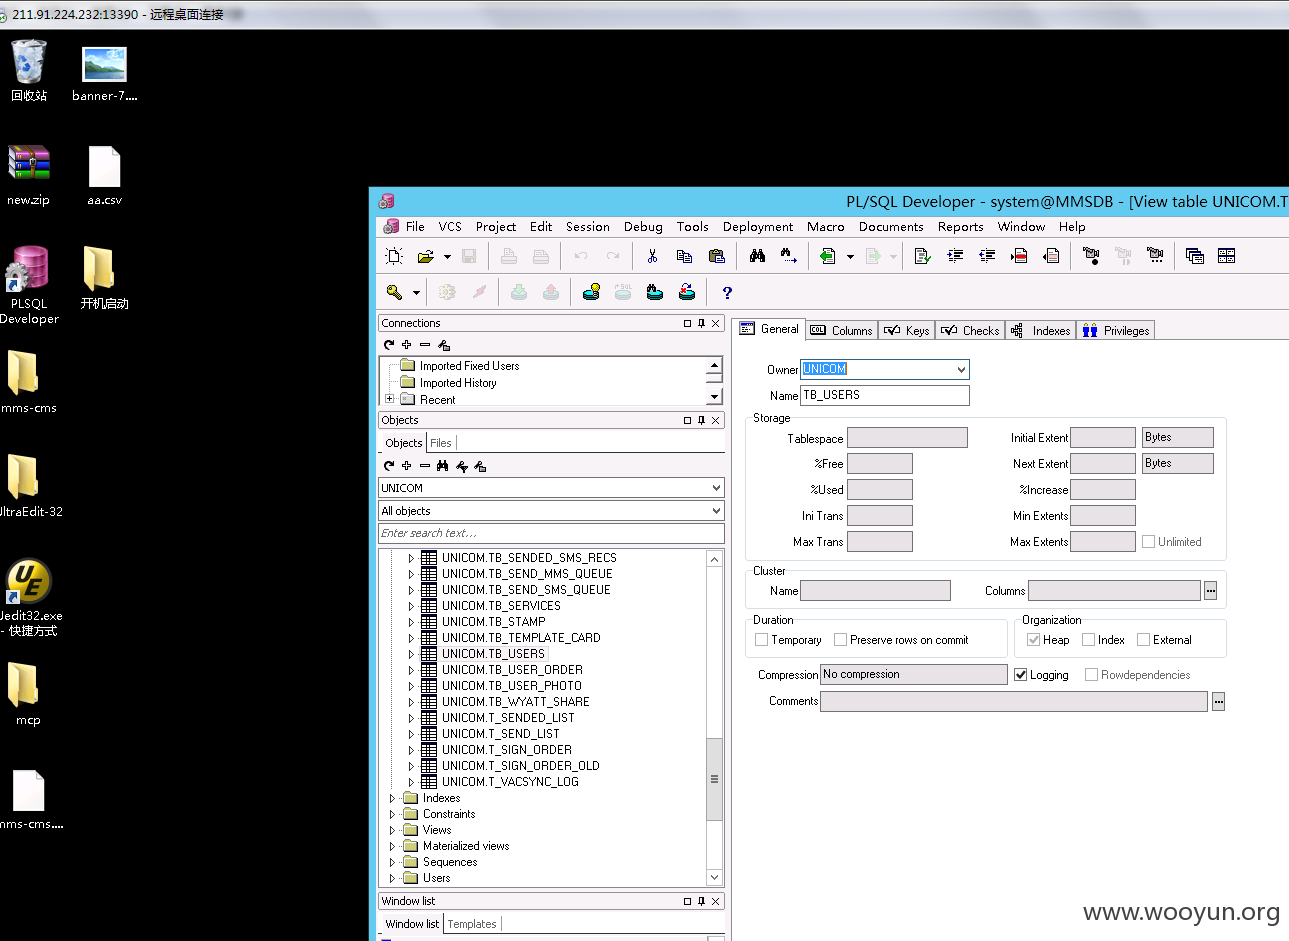 211.91.224.232:13390 - 远程桌面连接
回收站
banner-7....
new.zip
aa.csv
PLSQL
Developer
开机启动
mms-cms
UltraEdit-32
Uedit32.exe
- 快捷方式
mcp
mms-cms....
PL/SQL Developer - system@MMSDB - [View table UNICOM.T
File VCS Project Edit Session Debug Tools Deployment Macro Documents Reports Window Help
Connections
Imported Fixed Users
Imported History
Recent
Objects
Objects Files
UNICOM
All objects
Enter search text...
UNICOM.TB_SENDED_SMS_RECS
UNICOM.TB_SEND_MMS_QUEUE
UNICOM.TB_SEND_SMS_QUEUE
UNICOM.TB_SERVICES
UNICOM.TB_STAMP
UNICOM.TB_TEMPLATE_CARD
UNICOM.TB_USERS
UNICOM.TB_USER_ORDER
UNICOM.TB_USER_PHOTO
UNICOM.TB_WYATT_SHARE
UNICOM.T_SENDED_LIST
UNICOM.T_SEND_LIST
UNICOM.T_SIGN_ORDER
UNICOM.T_SIGN_ORDER_OLD
UNICOM.T_VACSYNC_LOG
Indexes
Constraints
Views
Materialized views
Sequences
Users
Window list
Window list Templates
General Columns Keys Checks Indexes Privileges
Owner UNICOM
Name TB_USERS
Storage
Tablespace Initial Extent Bytes
%Free Next Extent Bytes
%Used %Increase
Ini Trans Min Extents
Max Trans Max Extents Unlimited
Cluster
Name Columns
Duration Organization
Temporary Preserve rows on commit Heap Index External
Compression No compression Logging Rowdependencies
Comments
www.wooyun.org